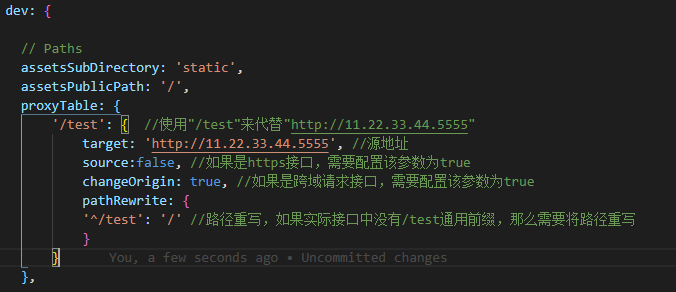 dev: {
// Paths
assetsSubDirectory: 'static',
assetsPublicPath: '/',
proxyTable: {
'/test': { //使用"/test"来代替"http://11.22.33.44.5555"
target: 'http://11.22.33.44.5555', //源地址
source:false, //如果是https接口，需要配置该参数为true
changeOrigin: true, //如果是跨域请求接口，需要配置该参数为true
pathRewrite: {
'^/test': '/' //路径重写，如果实际接口中没有/test通用前缀，那么需要将路径重写
}
} You, a few seconds ago • Uncommitted changes
},